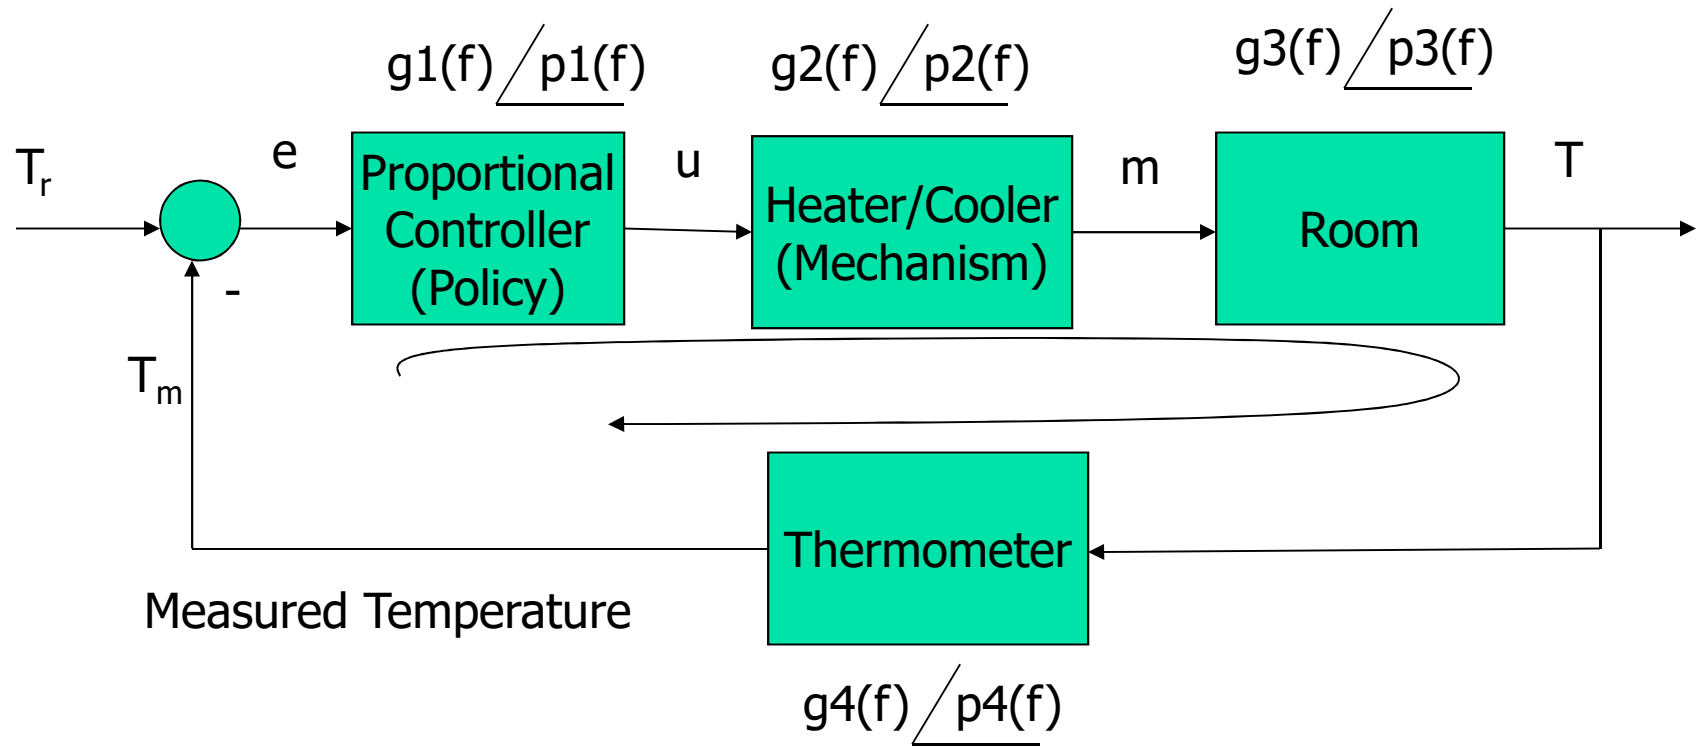 g1(f) p1(f)
g2(f) p2(f)
g3(f) p3(f)
Tr
e
Proportional
Controller
(Policy)
u
Heater/Cooler
(Mechanism)
m
Room
T
-
Tm
Thermometer
Measured Temperature
g4(f) p4(f)